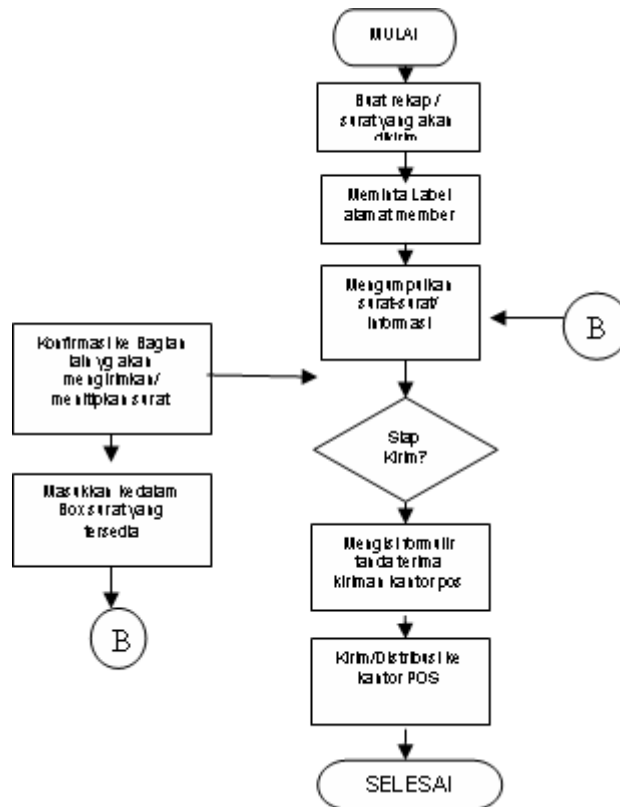 MULAI
Buat rekap /
surat yang akan
dikirim
Meminta Label
alamat member
Mengumpulkan
surat-surat/
Informasi
B
Konfirmasi ke Bagian
lain yg akan
mengirimkan/
menitipkan surat
Siap
Kirim?
Masukkan kedalam
Box surat yang
tersedia
B
Mengisi formulir
tanda terima
kiriman kantor pos
Kirim/Distribusi ke
kantor POS
SELESAI